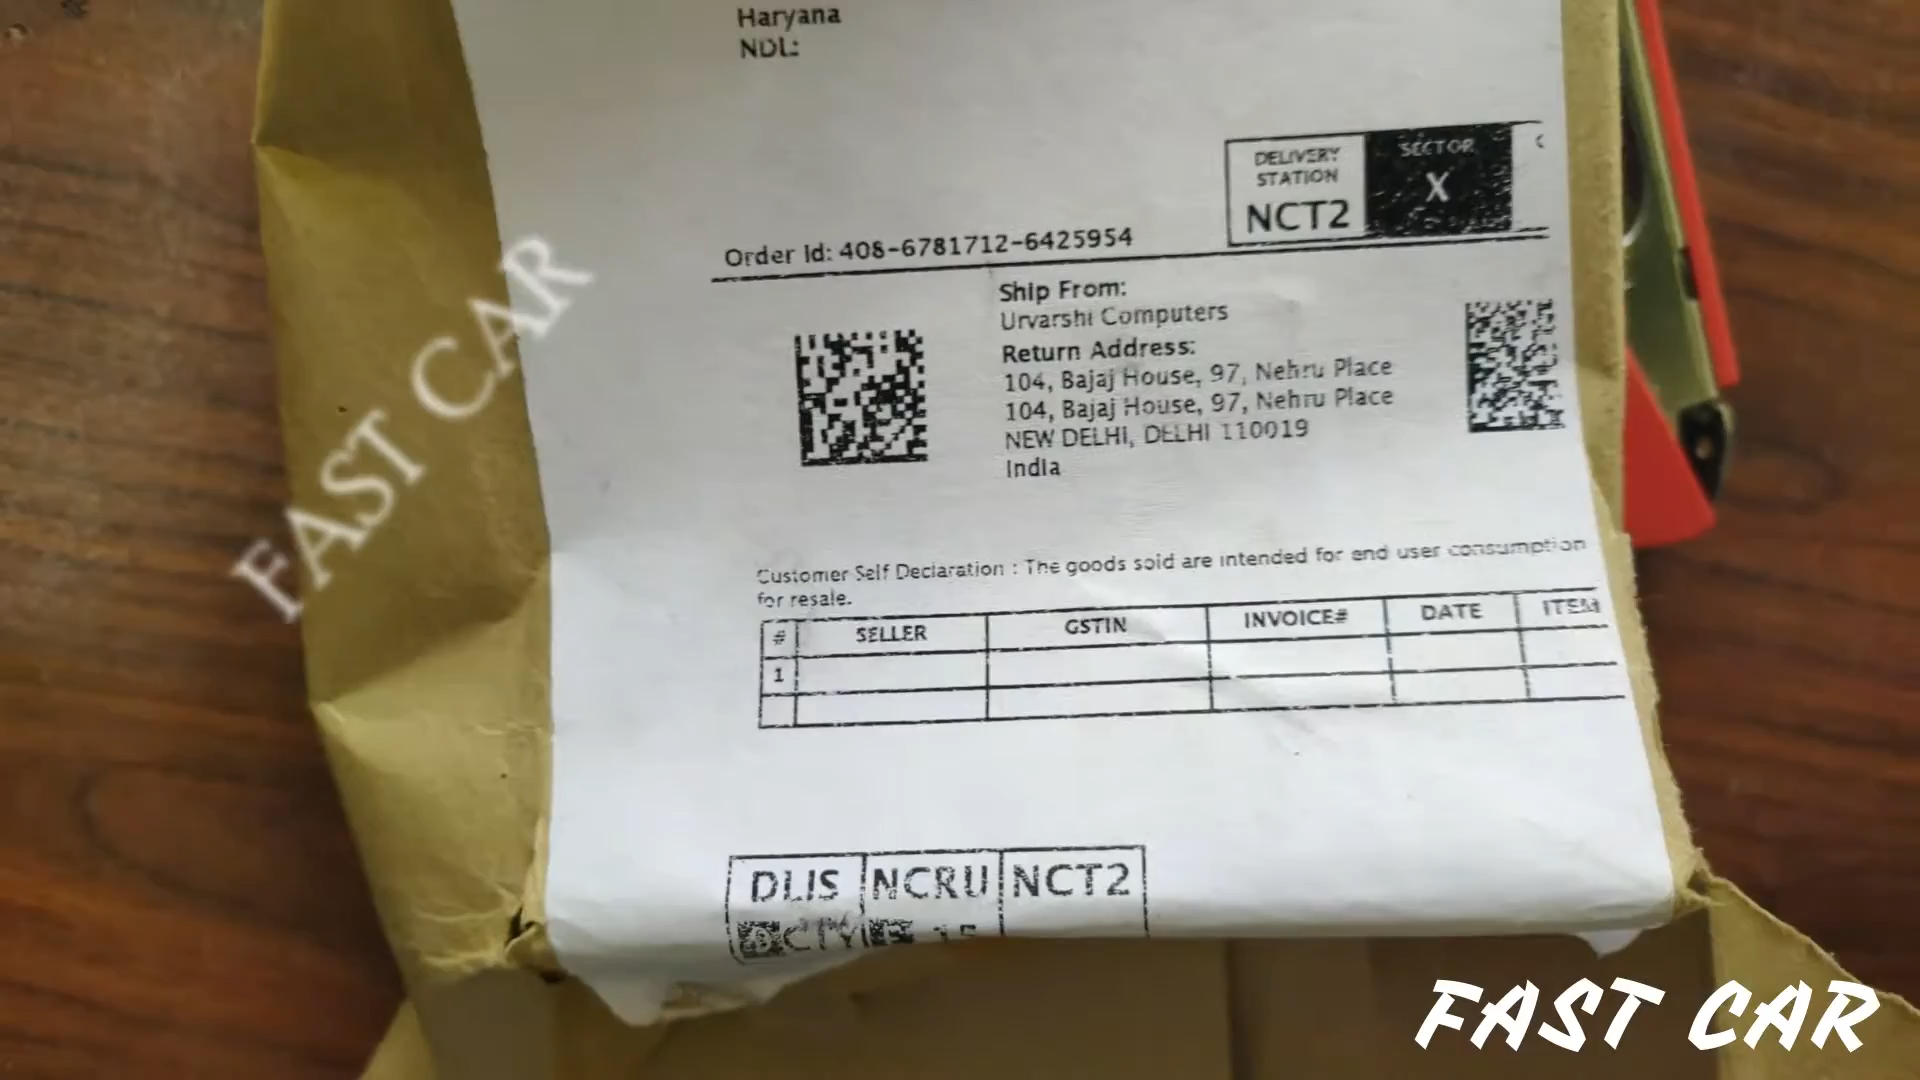 Haryana
NDL:
DELIVERY
STATION
NCT2
SECTOR
X
Order Id: 408-6781712-6425954
Ship From:
Urvarshi Computers
Return Address:
104, Bajaj House, 97, Nehru Place
104, Bajaj House, 97, Nehru Place
NEW DELHI, DELHI 110019
India
Customer Self Declaration : The goods sold are intended for end user consumption
for resale.
# SELLER GSTIN INVOICE# DATE ITEM
1
DLIS NCRU NCT2
FAST CAR
FAST CAR